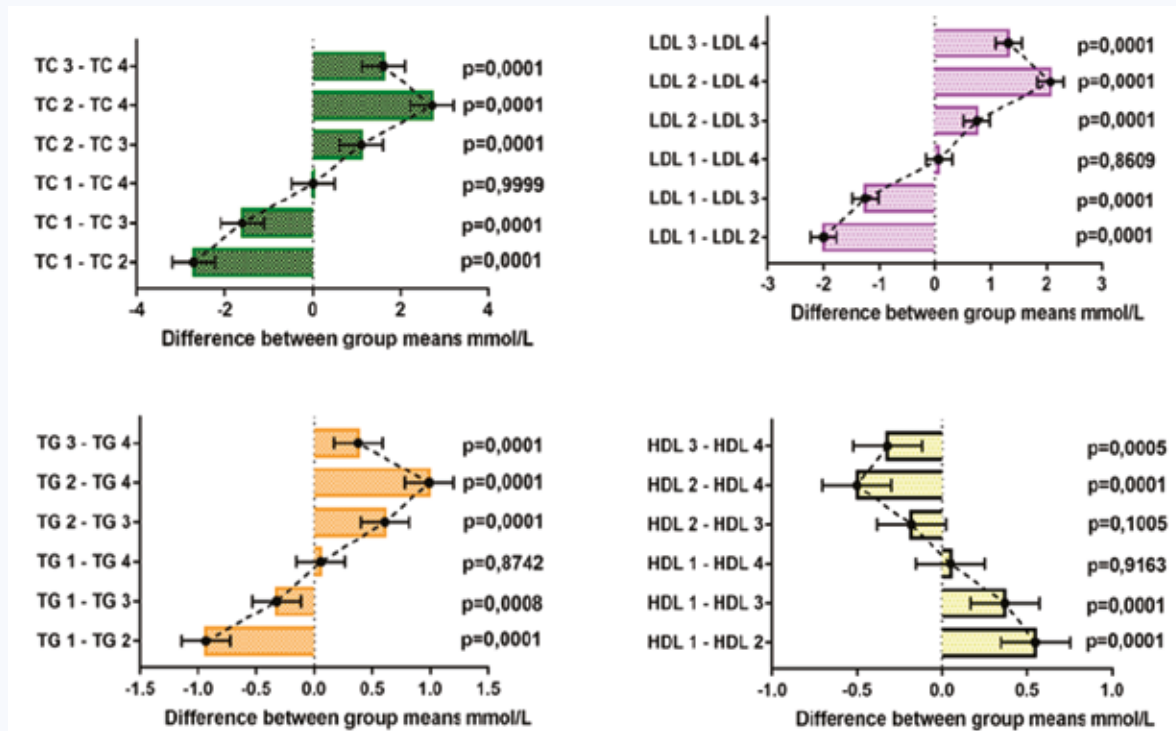 TC 3 - TC 4 p=0,0001
TC 2 - TC 4 p=0,0001
TC 2 - TC 3 p=0,0001
TC 1 - TC 4 p=0,9999
TC 1 - TC 3 p=0,0001
TC 1 - TC 2 p=0,0001
-4 -2 0 2 4
Difference between group means mmol/L
LDL 3 - LDL 4 p=0,0001
LDL 2 - LDL 4 p=0,0001
LDL 2 - LDL 3 p=0,0001
LDL 1 - LDL 4 p=0,8609
LDL 1 - LDL 3 p=0,0001
LDL 1 - LDL 2 p=0,0001
-3 -2 -1 0 1 2 3
Difference between group means mmol/L
TG 3 - TG 4 p=0,0001
TG 2 - TG 4 p=0,0001
TG 2 - TG 3 p=0,0001
TG 1 - TG 4 p=0,8742
TG 1 - TG 3 p=0,0008
TG 1 - TG 2 p=0,0001
-1.5 -1.0 -0.5 0.0 0.5 1.0 1.5
Difference between group means mmol/L
HDL 3 - HDL 4 p=0,0005
HDL 2 - HDL 4 p=0,0001
HDL 2 - HDL 3 p=0,1005
HDL 1 - HDL 4 p=0,9163
HDL 1 - HDL 3 p=0,0001
HDL 1 - HDL 2 p=0,0001
-1.0 -0.5 0.0 0.5 1.0
Difference between group means mmol/L